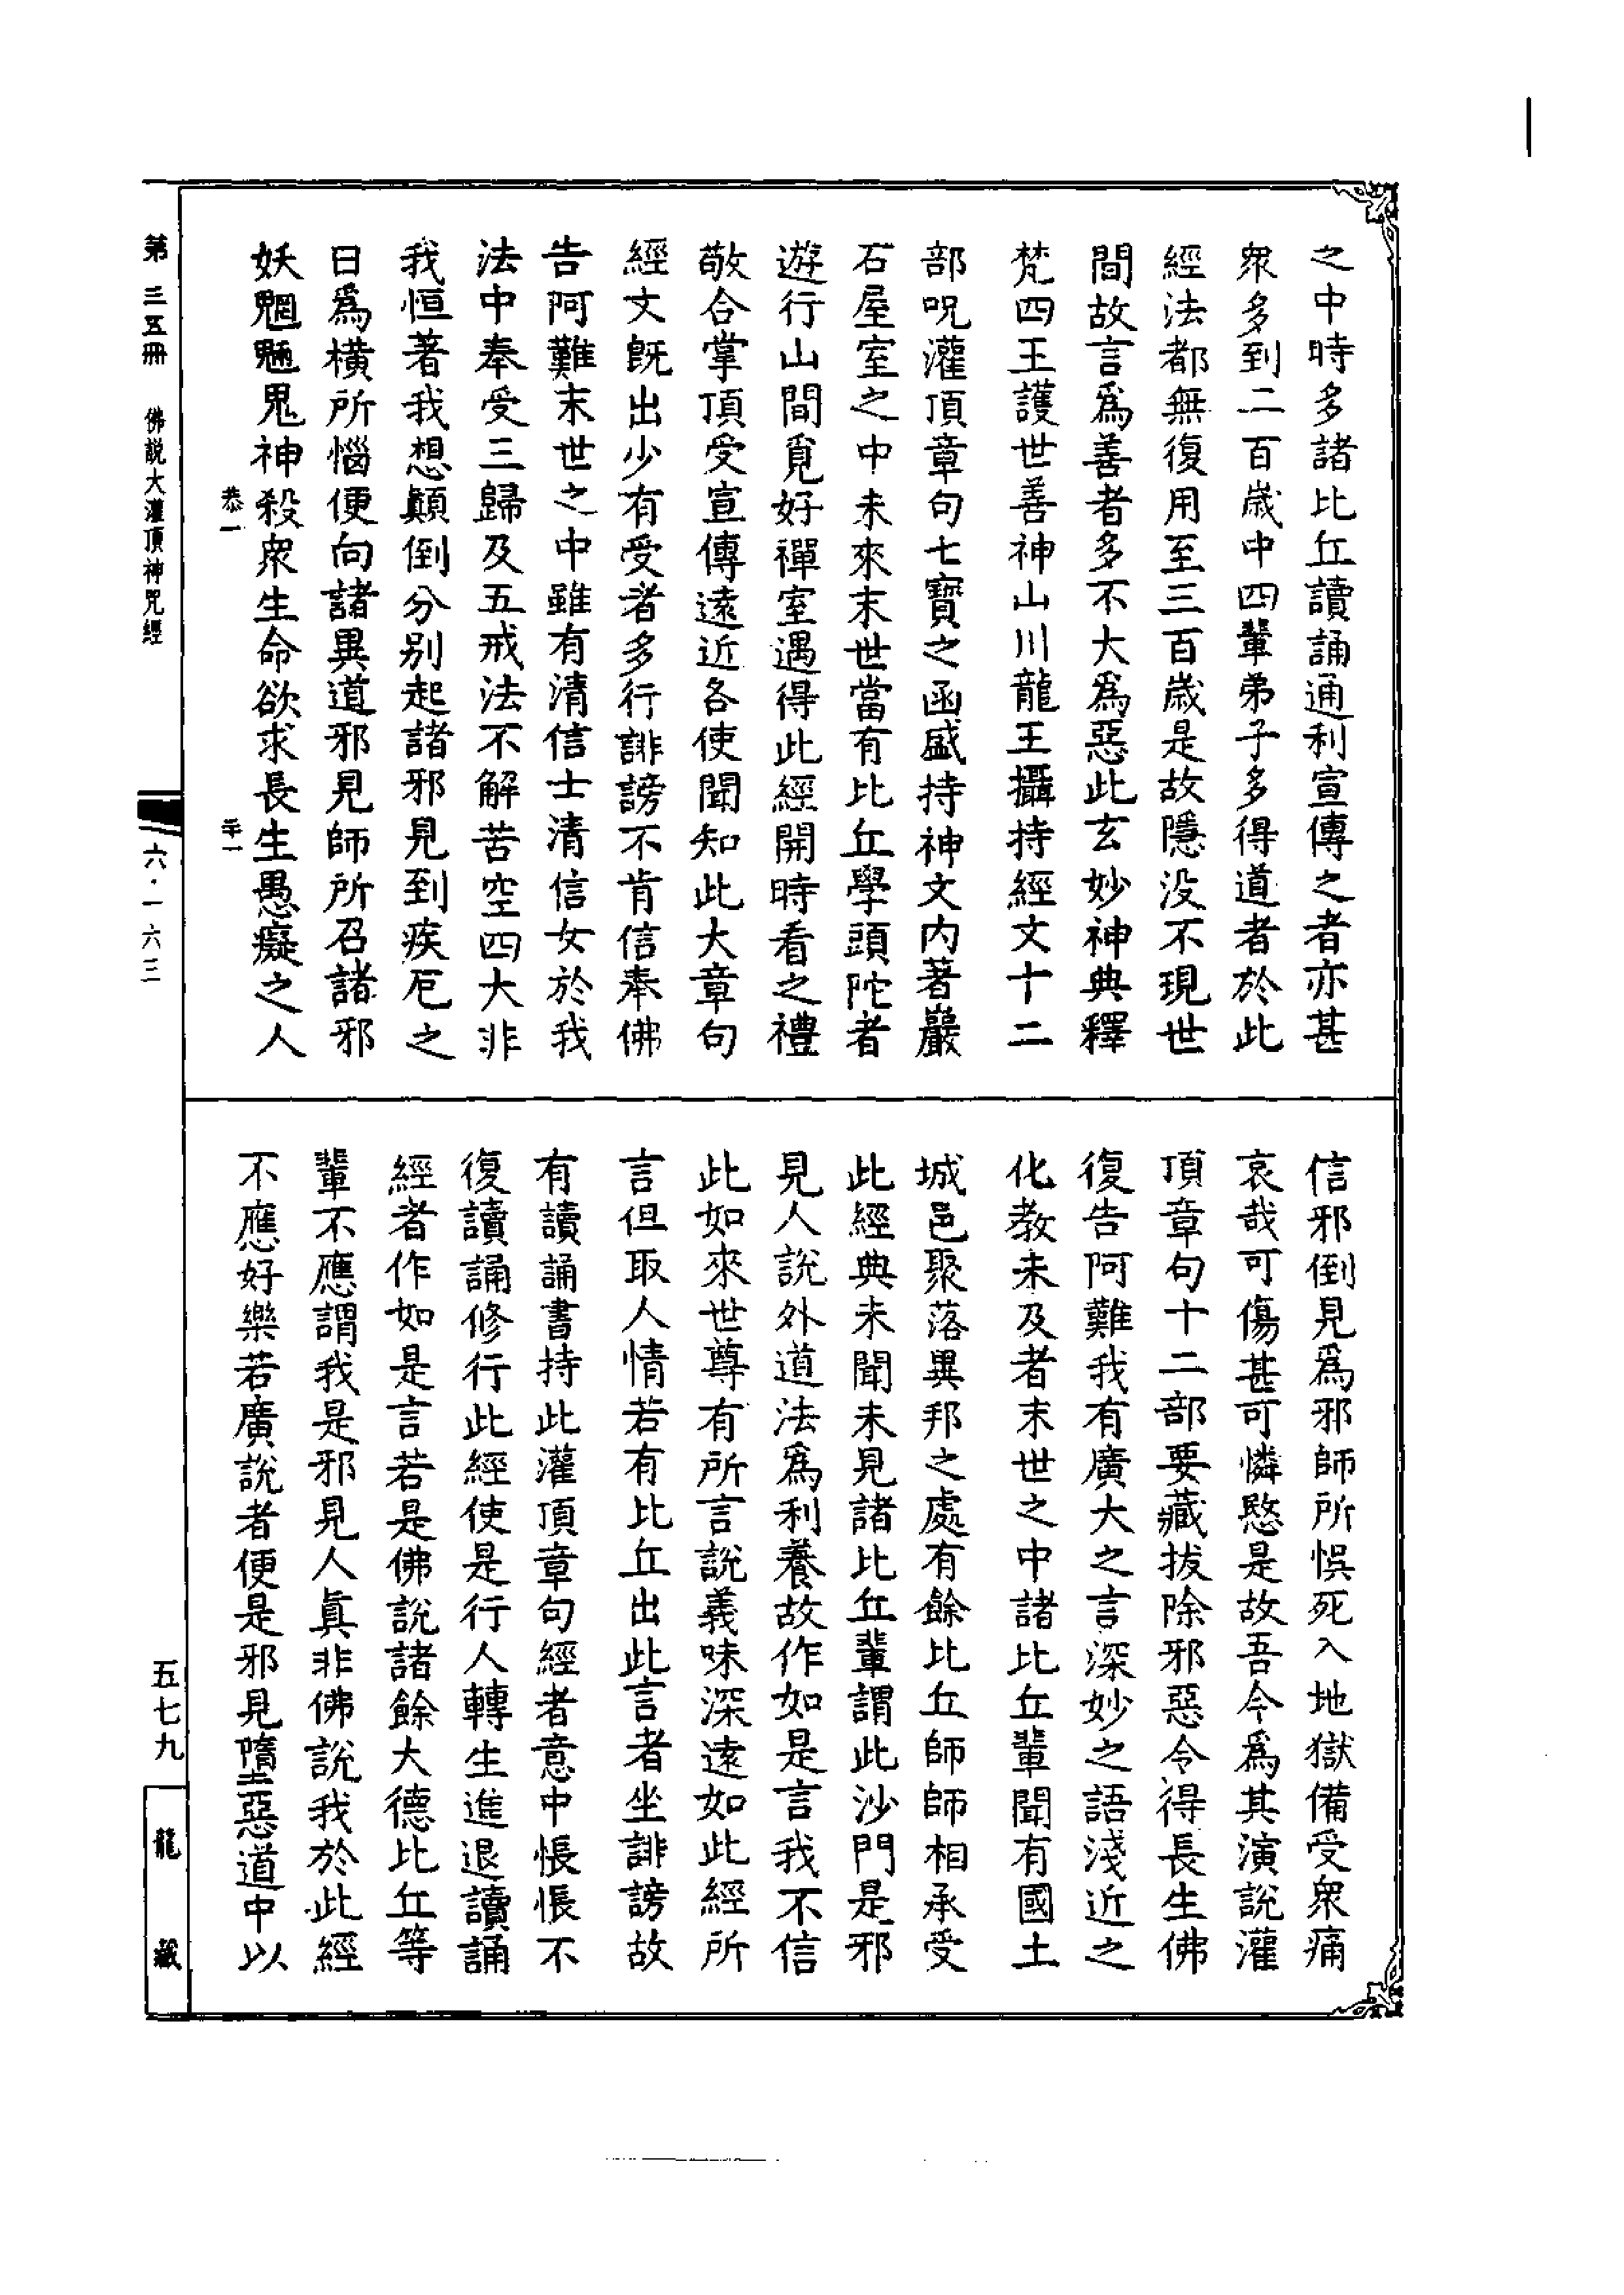 之中時多諸比丘讀誦通利宣傳之者亦甚
衆多到二百歲中四輩弟子多得道者於此
經法都無復用至三百歲是故隱没不現世
間故言爲善者多不大爲惡此玄妙神典釋
梵四王護世善神山川龍王攝持經文十二
部呪灌頂章句七寶之函盛持神文内著巖
石屋室之中未來末世當有比丘學頭陀者
遊行山間覓好禪室遇得此經開時看之禮
敬合掌頂受宣傳遠近各使聞知此大章句
經文既出少有受者多行誹謗不肯信奉佛
告阿難末世之中雖有清信士清信女於我
法中奉受三歸及五戒法不解苦空四大非
我恒著我想顛倒分别起諸邪見到疾厄之
日爲横所惱便向諸異道邪見師所召諸邪
妖魍魎鬼神殺衆生命欲求長生愚癡之人
恭一
二十一
信邪倒見爲邪師所悞死入地獄備受衆痛
哀哉可傷甚可憐愍是故吾今爲其演說灌
頂章句十二部要藏拔除邪惡令得長生佛
復告阿難我有廣大之言深妙之語淺近之
化教未及者末世之中諸比丘輩聞有國土
城邑聚落異邦之處有餘比丘師師相承受
此經典未聞未見諸比丘輩謂此沙門是邪
見人說外道法爲利養故作如是言我不信
此如來世尊有所言說義味深遠如此經所
言但取人情若有比丘出此言者坐誹謗故
有讀誦書持此灌頂章句經者意中悵悵不
復讀誦修行此經使是行人轉生進退讀誦
經者作如是言若是佛說諸餘大德比丘等
輩不應謂我是邪見人眞非佛說我於此經
不應好樂若廣說者便是邪見墮惡道中以
第三五冊 佛説大灌頂神咒經
六·一六三
五七九
龍藏